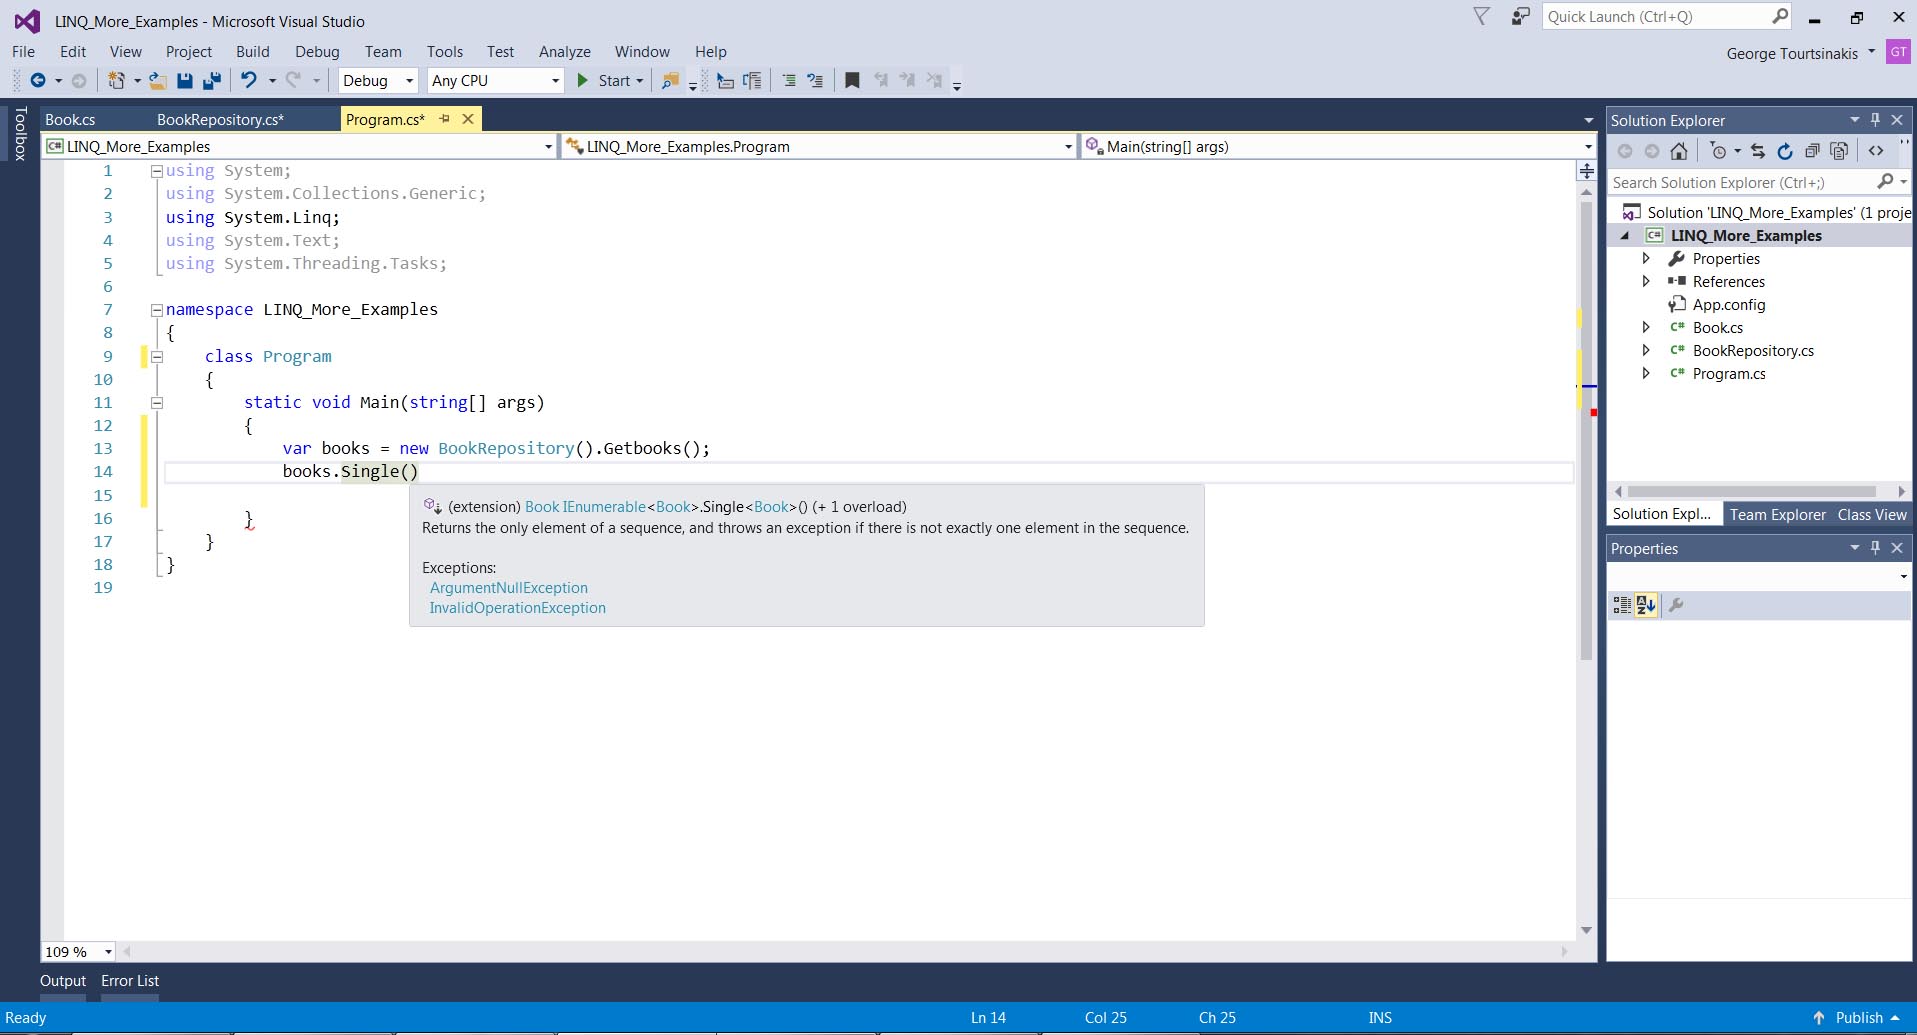 LINQ_More_Examples - Microsoft Visual Studio
Quick Launch (Ctrl+Q)
File Edit View Project Build Debug Team Tools Test Analyze Window Help
George Tourtsinakis GT
Debug Any CPU Start
Toolbox
Book.cs BookRepository.cs* Program.cs*
C# LINQ_More_Examples LINQ_More_Examples.Program Main(string[] args)
1 using System;
2 using System.Collections.Generic;
3 using System.Linq;
4 using System.Text;
5 using System.Threading.Tasks;
6
7 namespace LINQ_More_Examples
8 {
9 class Program
10 {
11 static void Main(string[] args)
12 {
13 var books = new BookRepository().Getbooks();
14 books.Single()
15
16 }
17 }
18 }
19
(extension) Book IEnumerable<Book>.Single<Book>() (+ 1 overload)
Returns the only element of a sequence, and throws an exception if there is not exactly one element in the sequence.
Exceptions:
ArgumentNullException
InvalidOperationException
109 %
Solution Explorer
Search Solution Explorer (Ctrl+;)
Solution 'LINQ_More_Examples' (1 proje
C# LINQ_More_Examples
Properties
References
App.config
C# Book.cs
C# BookRepository.cs
C# Program.cs
Solution Expl... Team Explorer Class View
Properties
Output Error List
Ready Ln 14 Col 25 Ch 25 INS Publish